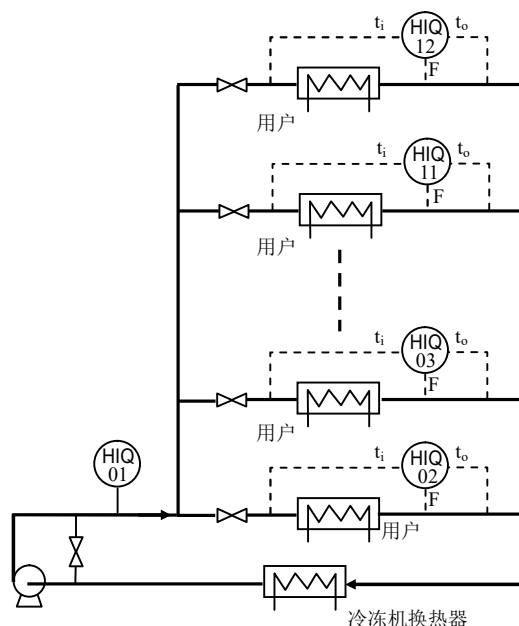 tᵢ HIQ 12 tₒ
F
用户
tᵢ HIQ 11 tₒ
F
用户
tᵢ HIQ 03 tₒ
F
用户
HIQ 01
tᵢ HIQ 02 tₒ
F
用户
冷冻机换热器